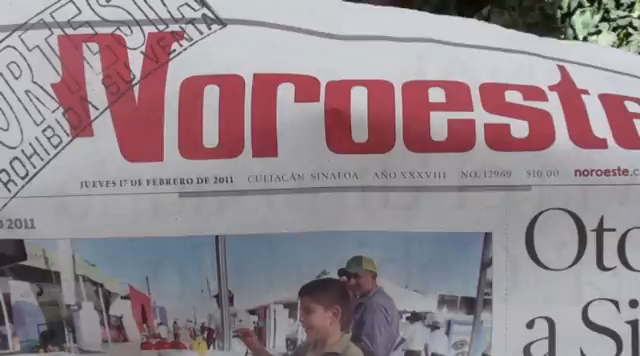 CORTESÍA
PROHIBIDA SU VENTA
Noroeste
JUEVES 17 DE FEBRERO DE 2011 CULIACÁN SINALOA AÑO XXXVIII NO. 12969 $10.00 noroeste.c
O 2011
Oto
a Si